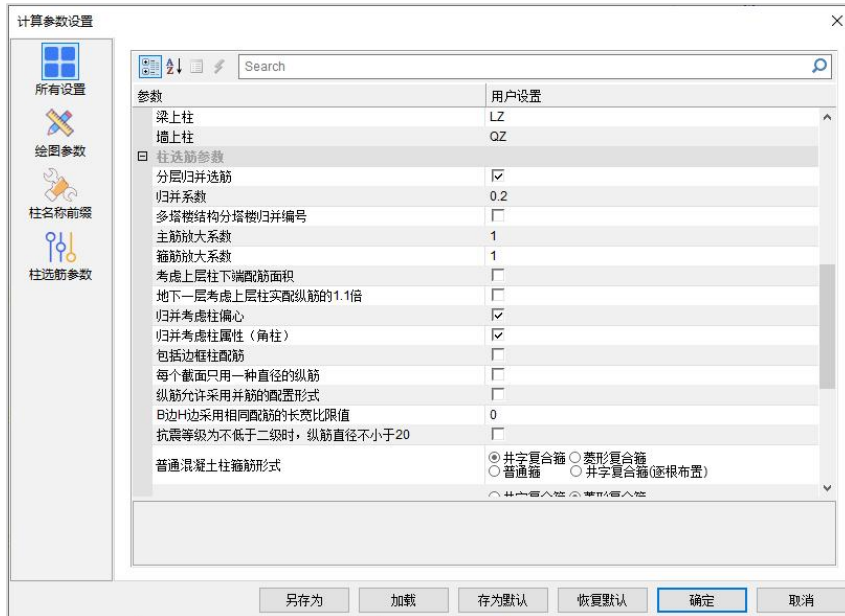 计算参数设置
所有设置
绘图参数
柱名称前缀
柱选筋参数
Search
参数 用户设置
梁上柱 LZ
墙上柱 QZ
柱选筋参数
分层归并选筋
归并系数 0.2
多塔楼结构分塔楼归并编号
主筋放大系数 1
箍筋放大系数 1
考虑上层柱下端配筋面积
地下一层考虑上层柱实配纵筋的1.1倍
归并考虑柱偏心
归并考虑柱属性（角柱）
包括边框柱配筋
每个截面只用一种直径的纵筋
纵筋允许采用并筋的配置形式
B边H边采用相同配筋的长宽比限值 0
抗震等级为不低于二级时，纵筋直径不小于20
普通混凝土柱箍筋形式 井字复合箍 菱形复合箍
普通箍 井字复合箍(逐根布置)
井字复合箍 菱形复合箍
另存为 加载 存为默认 恢复默认 确定 取消